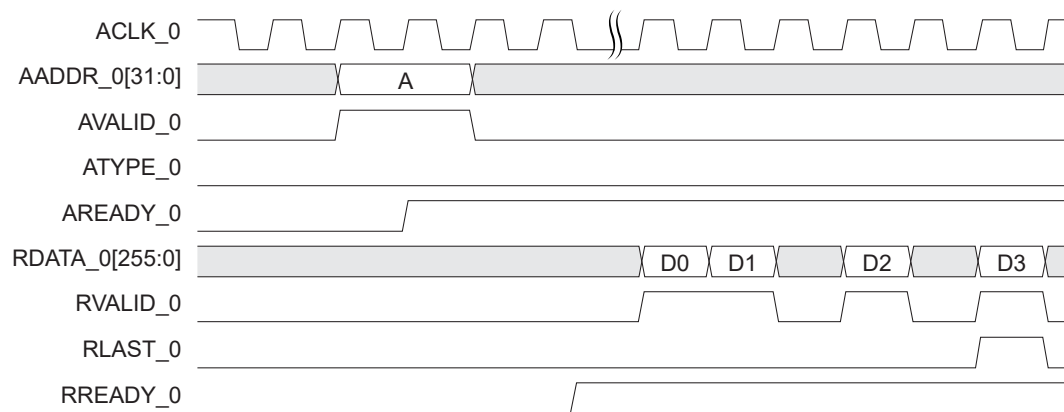 ACLK_0
AADDR_0[31:0]
A
AVALID_0
ATYPE_0
AREADY_0
RDATA_0[255:0]
D0 D1 D2 D3
RVALID_0
RLAST_0
RREADY_0